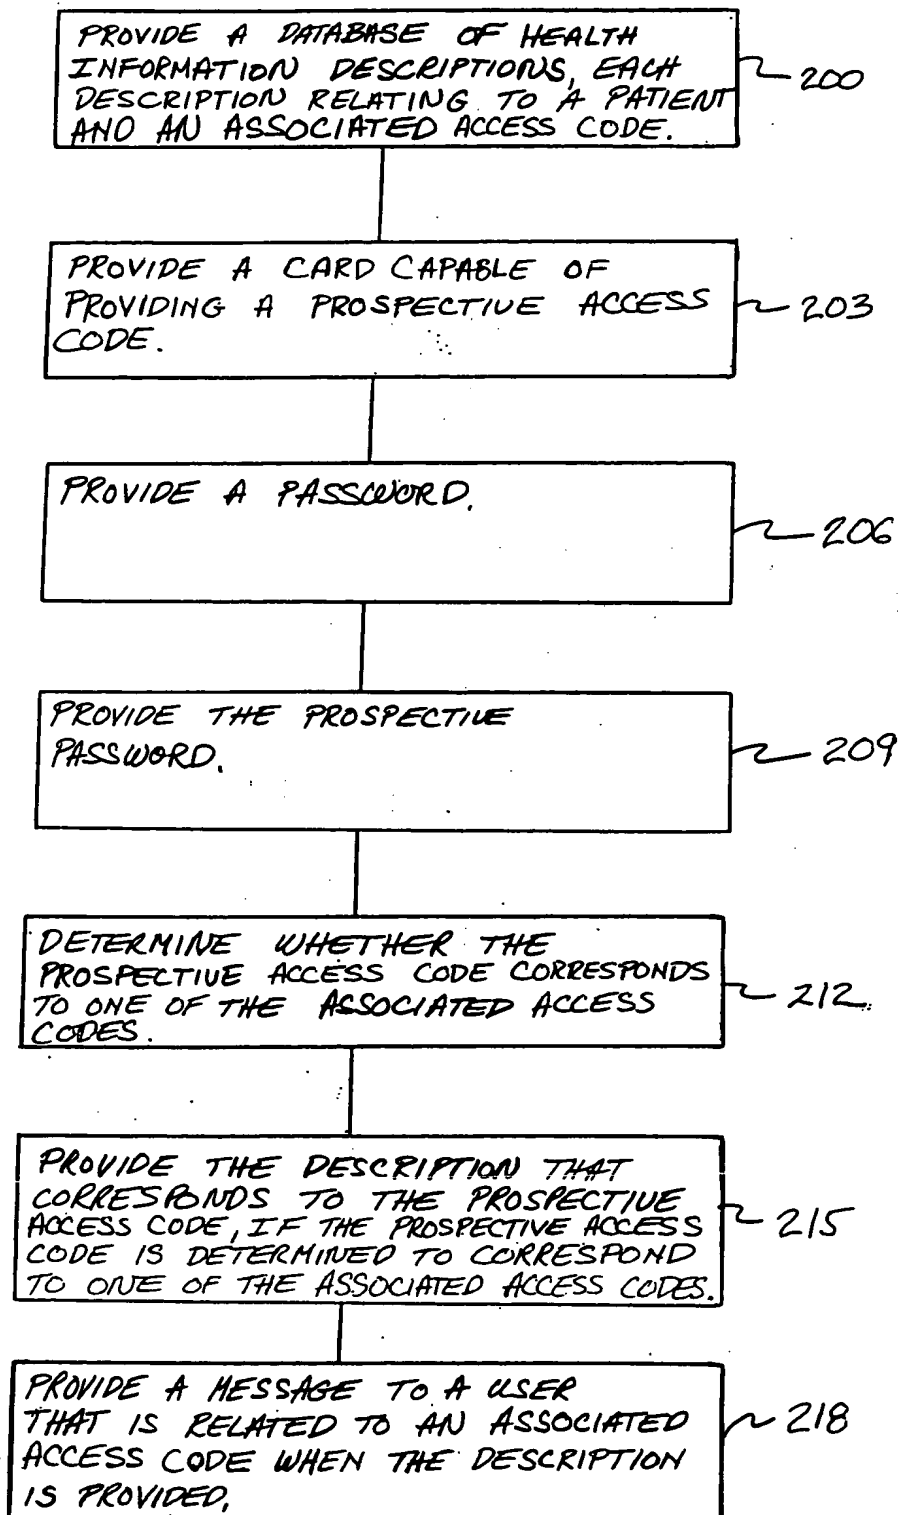 PROVIDE A DATABASE OF HEALTH
INFORMATION DESCRIPTIONS, EACH
DESCRIPTION RELATING TO A PATIENT
AND AN ASSOCIATED ACCESS CODE.
200
PROVIDE A CARD CAPABLE OF
PROVIDING A PROSPECTIVE ACCESS
CODE.
203
PROVIDE A PASSWORD.
206
PROVIDE THE PROSPECTIVE
PASSWORD.
209
DETERMINE WHETHER THE
PROSPECTIVE ACCESS CODE CORRESPONDS
TO ONE OF THE ASSOCIATED ACCESS
CODES.
212
PROVIDE THE DESCRIPTION THAT
CORRESPONDS TO THE PROSPECTIVE
ACCESS CODE, IF THE PROSPECTIVE ACCESS
CODE IS DETERMINED TO CORRESPOND
TO ONE OF THE ASSOCIATED ACCESS CODES.
215
PROVIDE A MESSAGE TO A USER
THAT IS RELATED TO AN ASSOCIATED
ACCESS CODE WHEN THE DESCRIPTION
IS PROVIDED.
218